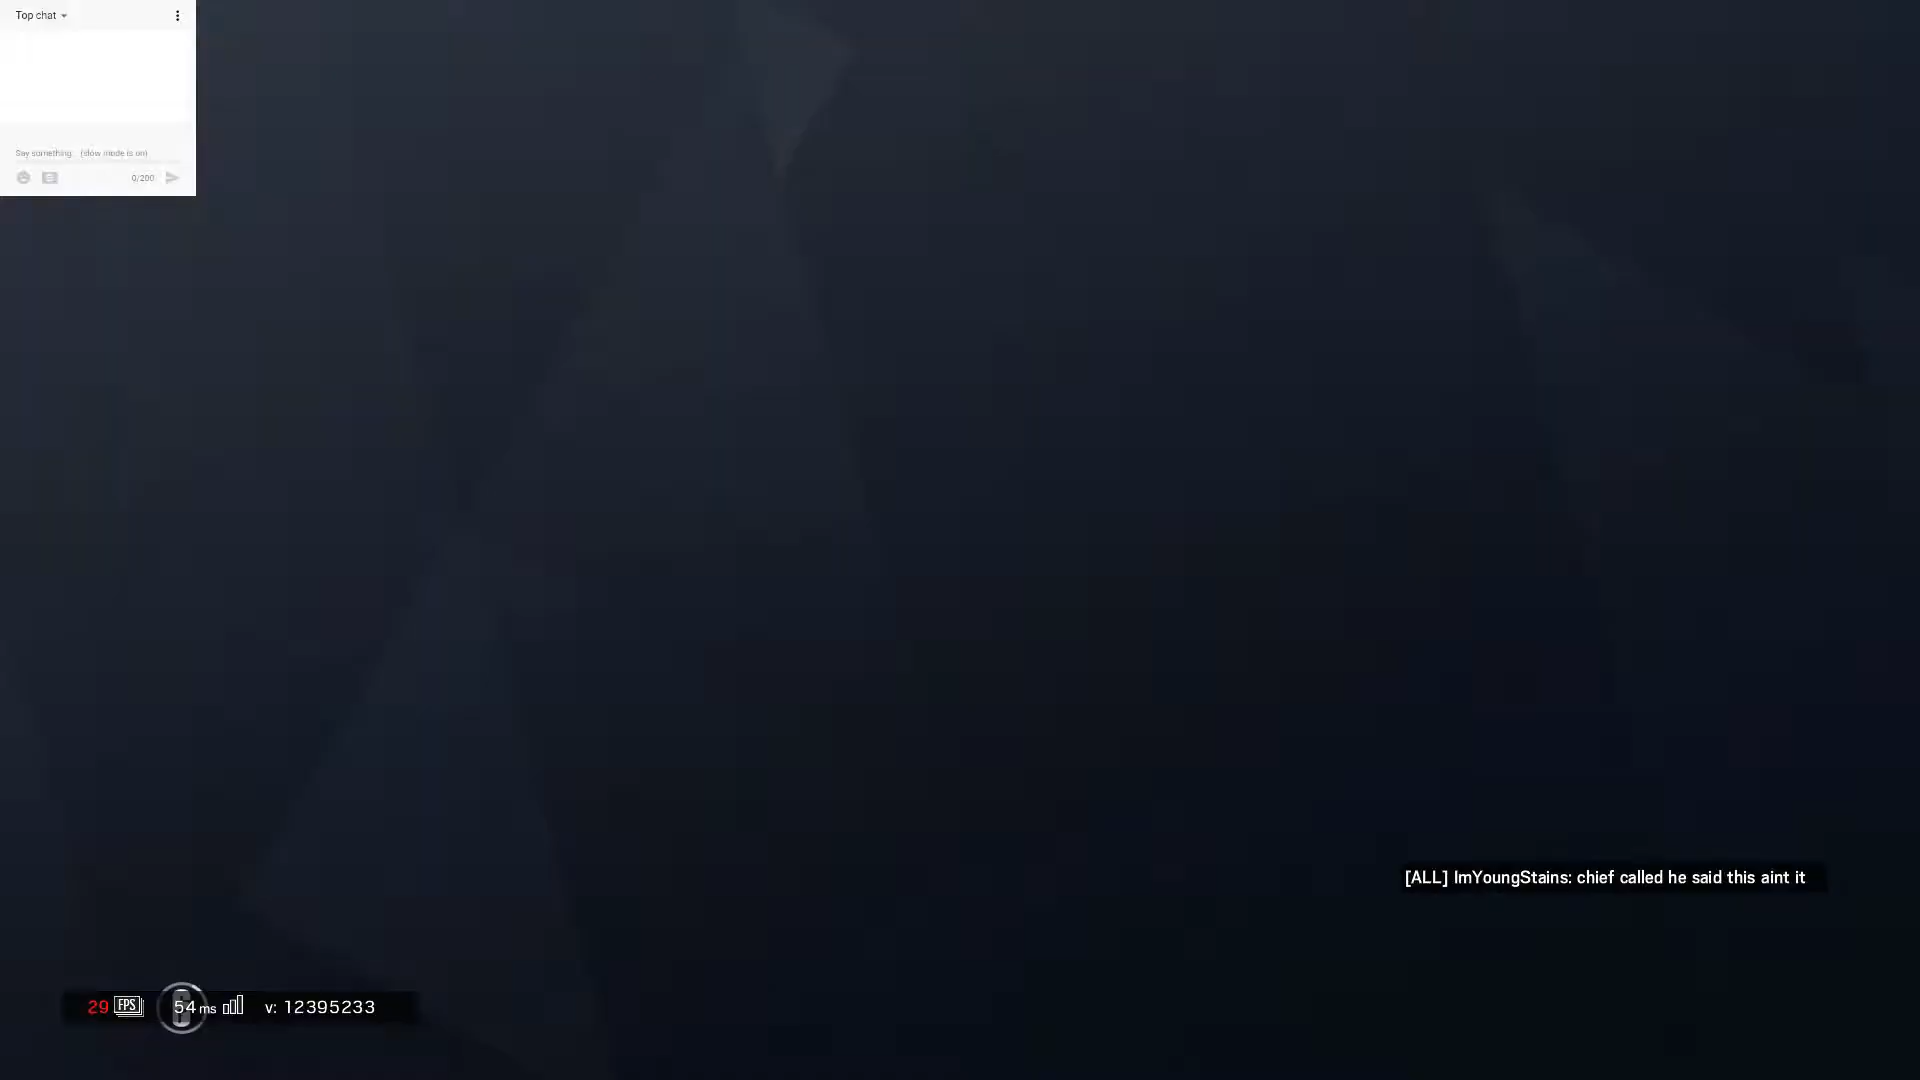 Top chat
Say something... (slow mode is on)
0/200
[ALL] ImYoungStains: chief called he said this aint it
29 FPS 54 ms v: 12395233